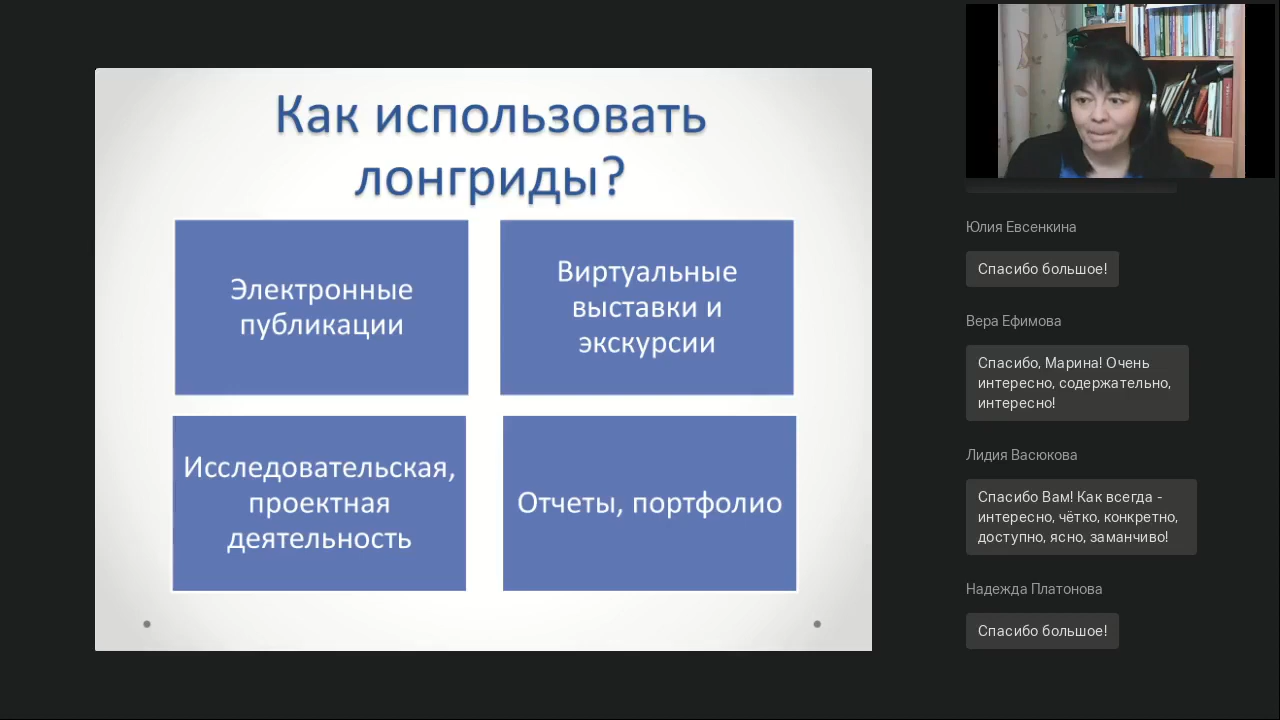 Как использовать
лонгриды?
Электронные
публикации
Виртуальные
выставки и
экскурсии
Исследовательская,
проектная
деятельность
Отчеты, портфолио
Юлия Евсенкина
Спасибо большое!
Вера Ефимова
Спасибо, Марина! Очень
интересно, содержательно,
интересно!
Лидия Васюкова
Спасибо Вам! Как всегда -
интересно, чётко, конкретно,
доступно, ясно, заманчиво!
Надежда Платонова
Спасибо большое!